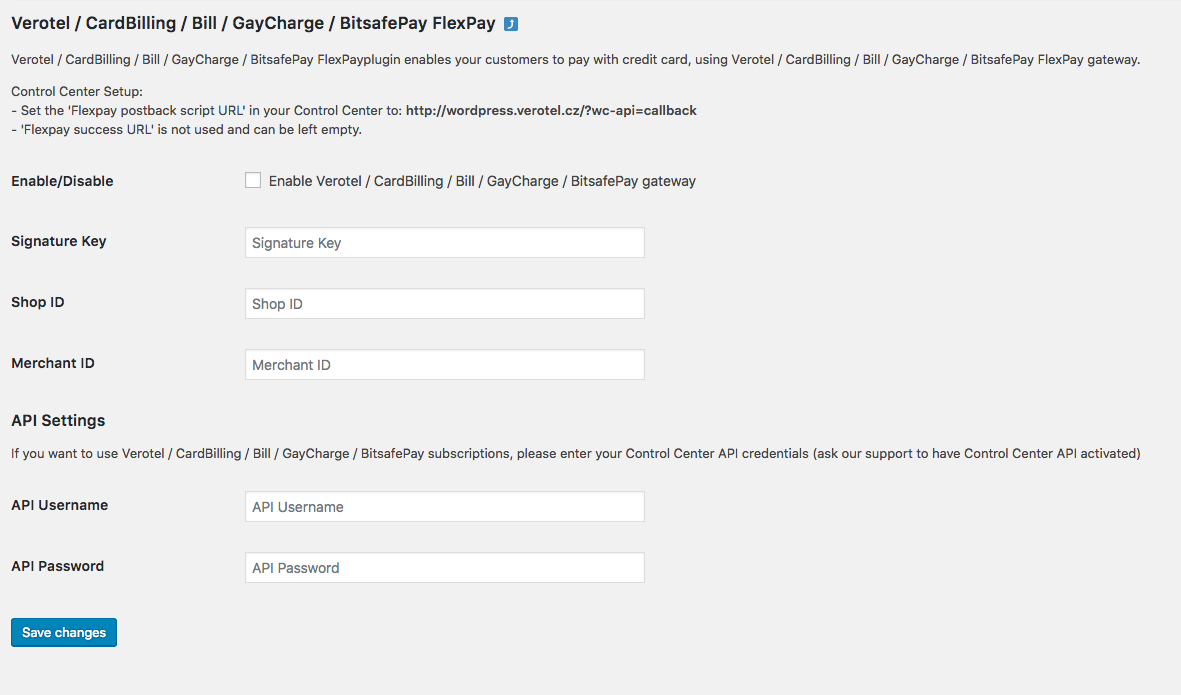 Verotel / CardBilling / Bill / GayCharge / BitsafePay FlexPay ⤴
Verotel / CardBilling / Bill / GayCharge / BitsafePay FlexPayplugin enables your customers to pay with credit card, using Verotel / CardBilling / Bill / GayCharge / BitsafePay FlexPay gateway.
Control Center Setup:
- Set the 'Flexpay postback script URL' in your Control Center to: http://wordpress.verotel.cz/?wc-api=callback
- 'Flexpay success URL' is not used and can be left empty.
Enable/Disable Enable Verotel / CardBilling / Bill / GayCharge / BitsafePay gateway
Signature Key Signature Key
Shop ID Shop ID
Merchant ID Merchant ID
API Settings
If you want to use Verotel / CardBilling / Bill / GayCharge / BitsafePay subscriptions, please enter your Control Center API credentials (ask our support to have Control Center API activated)
API Username API Username
API Password API Password
Save changes